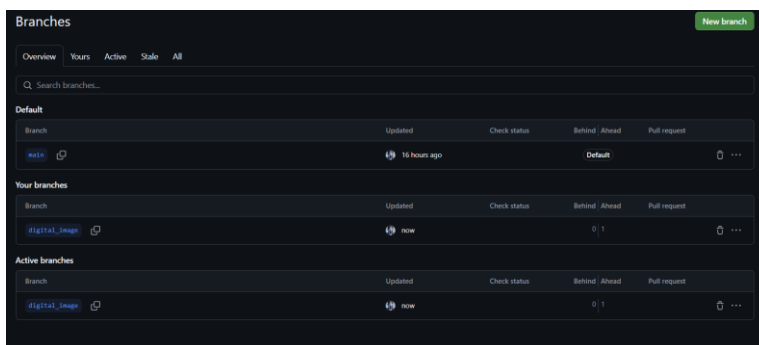 Branches
New branch
Overview Yours Active Stale All
Search branches...
Default
Branch Updated Check status Behind Ahead Pull request
main 16 hours ago Default
Your branches
Branch Updated Check status Behind Ahead Pull request
digital_image now 0 1
Active branches
Branch Updated Check status Behind Ahead Pull request
digital_image now 0 1